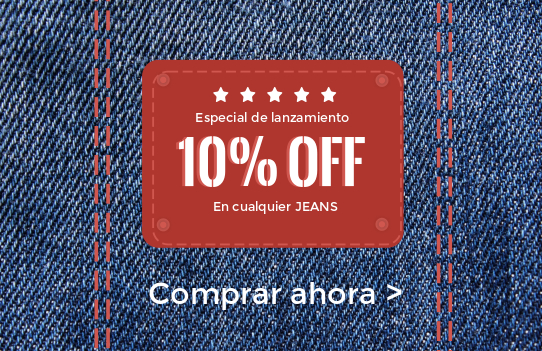 Especial de lanzamiento
10% OFF
En cualquier JEANS
Comprar ahora >